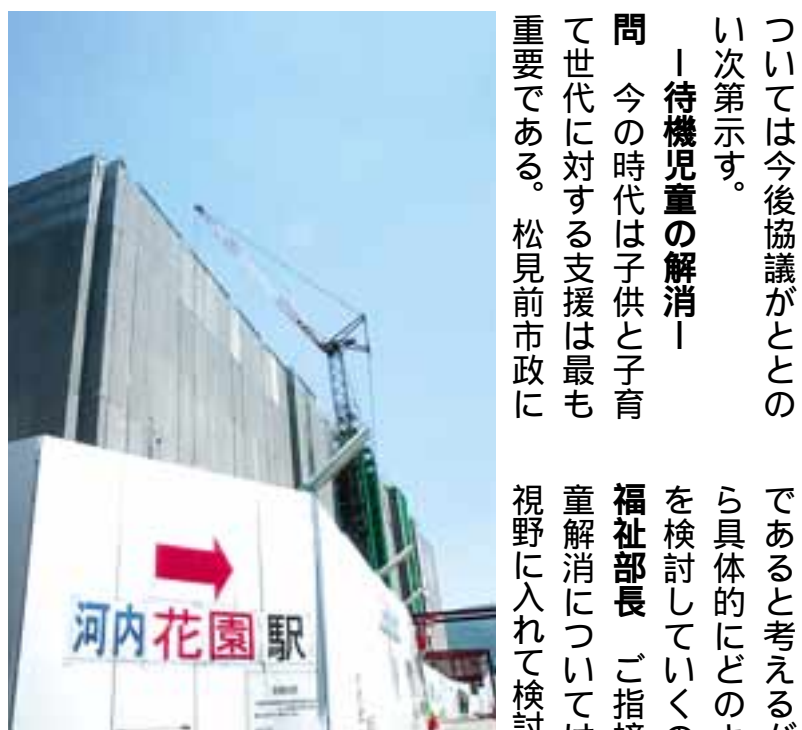 ついては今後協議がととの
い次第示す。
ー待機児童の解消ー
問　今の時代は子供と子育
て世代に対する支援は最も
重要である。松見前市政に
であると考えるが
ら具体的にどのよ
を検討していくの
福祉部長　ご指摘
童解消については
視野に入れて検討
河内花園駅